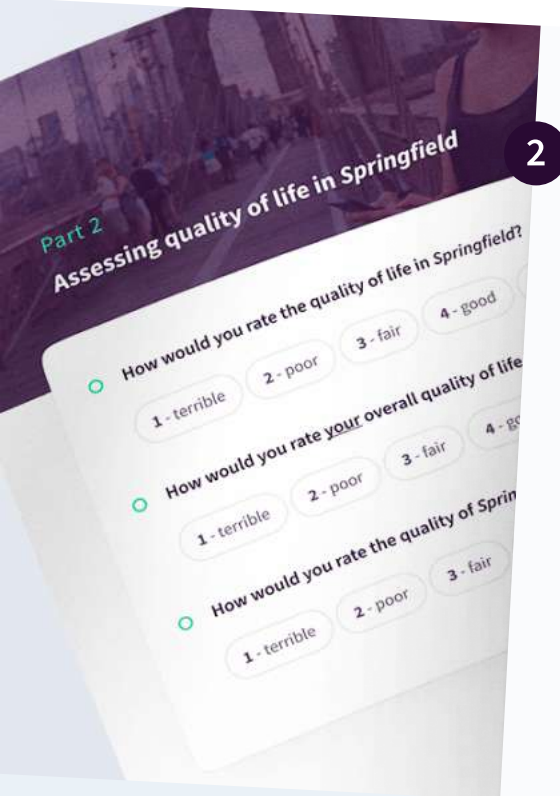 2
Part 2
Assessing quality of life in Springfield
How would you rate the quality of life in Springfield?
1 - terrible 2 - poor 3 - fair 4 - good
How would you rate your overall quality of life
1 - terrible 2 - poor 3 - fair 4 -
How would you rate the quality of
1 - terrible 2 - poor 3 - fair